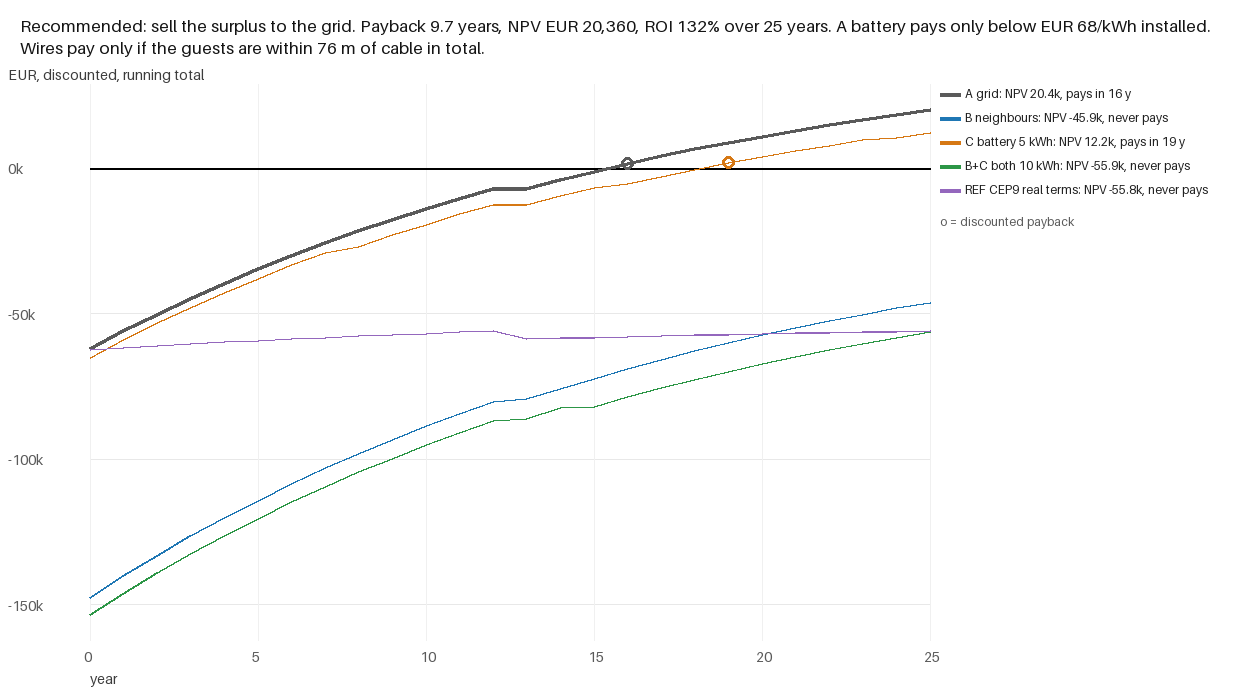 Recommended: sell the surplus to the grid. Payback 9.7 years, NPV EUR 20,360, ROI 132% over 25 years. A battery pays only below EUR 68/kWh installed.
Wires pay only if the guests are within 76 m of cable in total.
EUR, discounted, running total
A grid: NPV 20.4k, pays in 16 y
B neighbours: NPV -45.9k, never pays
C battery 5 kWh: NPV 12.2k, pays in 19 y
B+C both 10 kWh: NPV -55.9k, never pays
REF CEP9 real terms: NPV -55.8k, never pays
o = discounted payback
0k
-50k
-100k
-150k
0 5 10 15 20 25
year